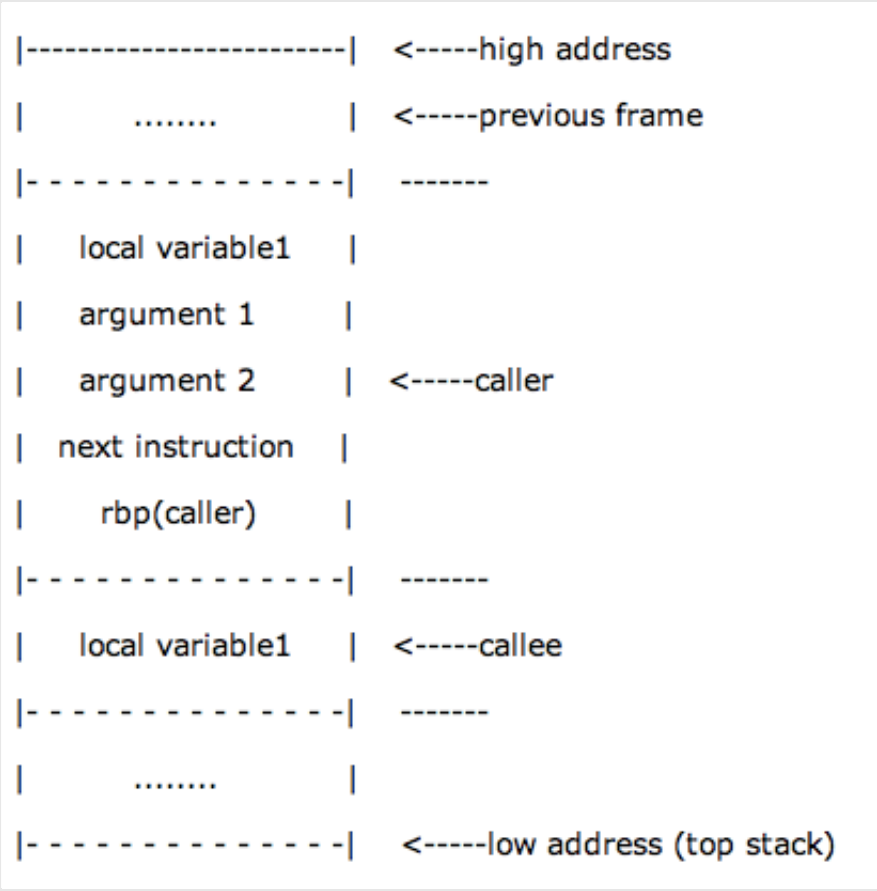 |-------------------------| <-----high address
| ........ | <-----previous frame
|- - - - - - - - - - - - - -| -------
| local variable1 |
| argument 1 |
| argument 2 | <-----caller
| next instruction |
| rbp(caller) |
|- - - - - - - - - - - - - -| -------
| local variable1 | <-----callee
|- - - - - - - - - - - - - -| -------
| ........ |
|- - - - - - - - - - - - - -| <-----low address (top stack)